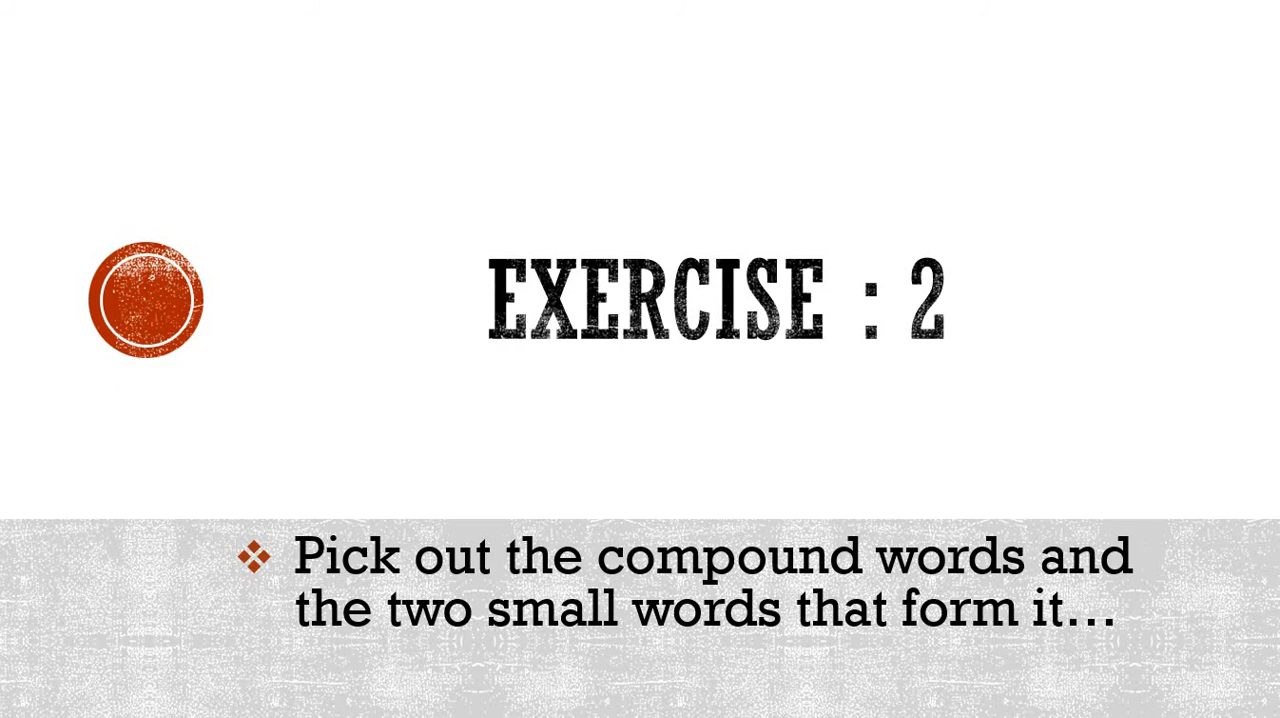 EXERCISE : 2
❖ Pick out the compound words and
the two small words that form it...